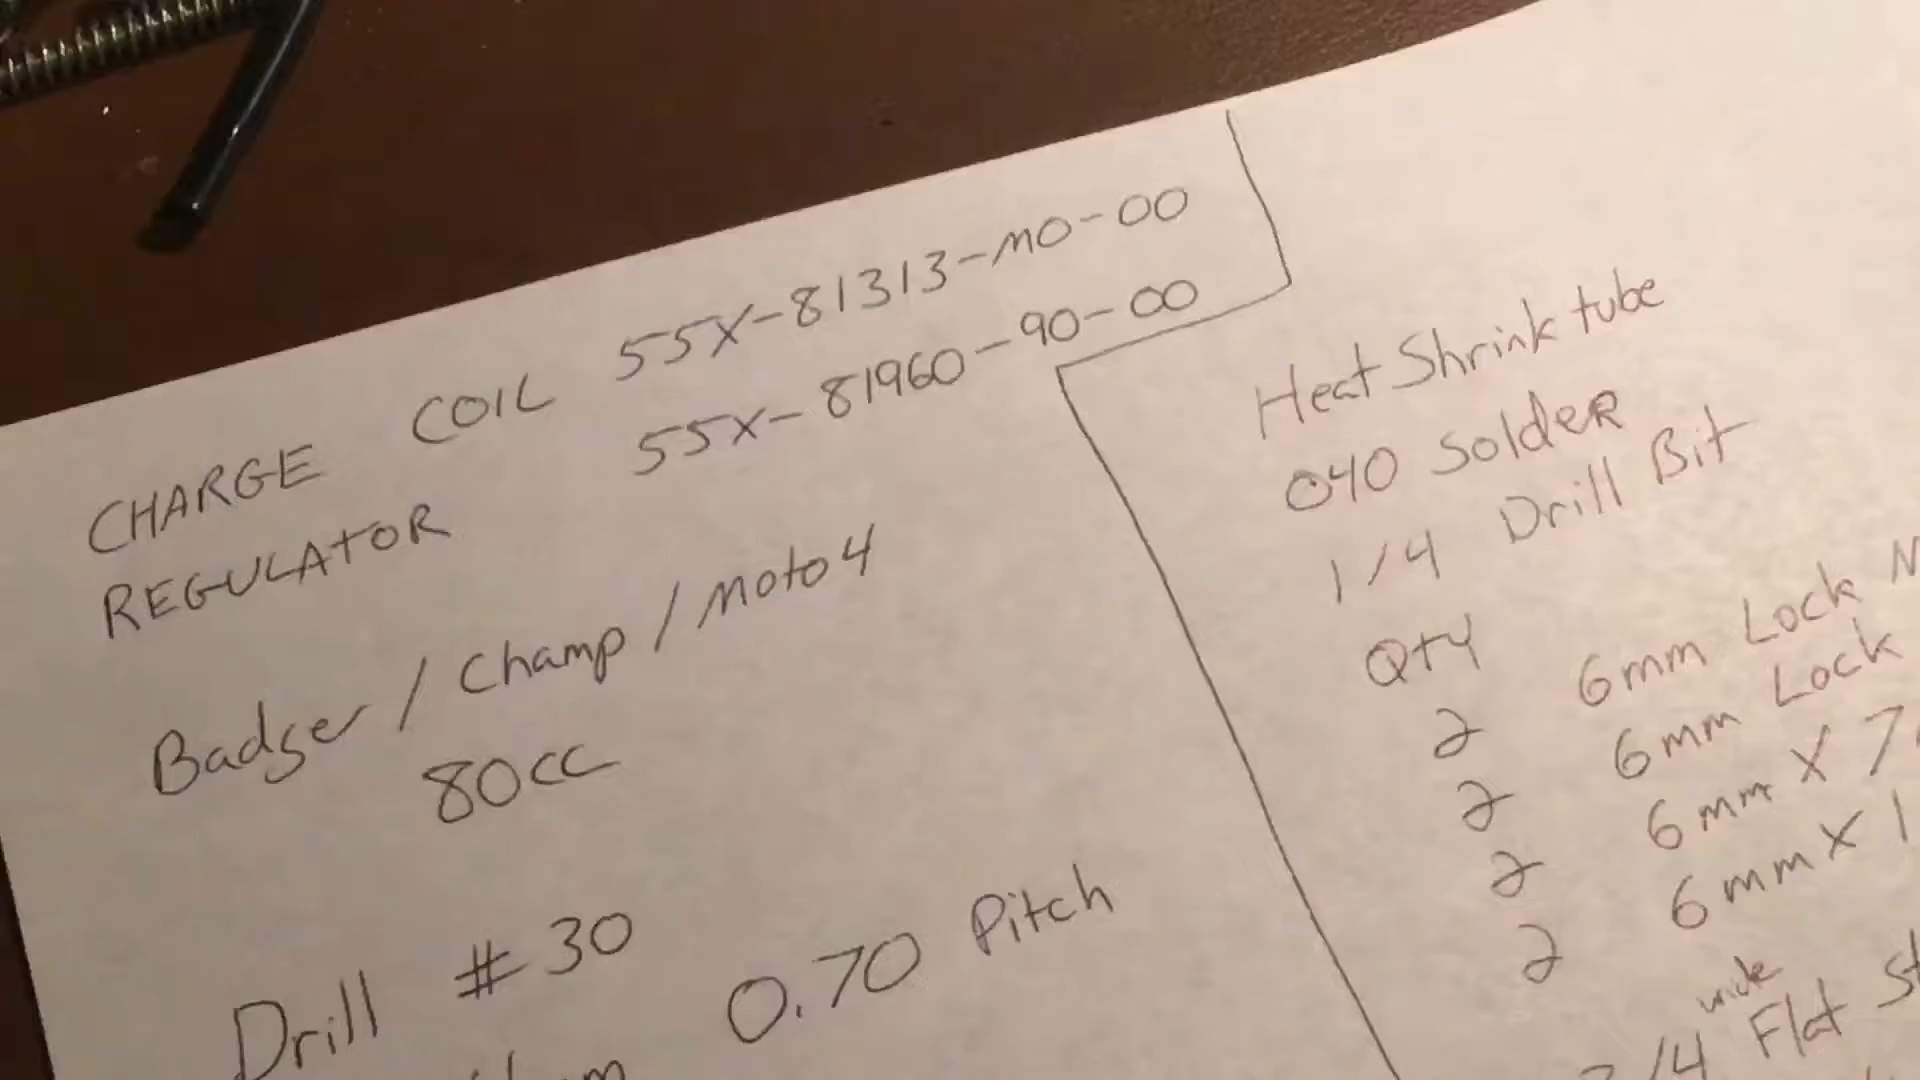 CHARGE COIL 55X-81313-M0-00
REGULATOR 55X-81960-90-00
Badger/Champ/Moto4
80cc
Drill #30
0.70 Pitch
Heat Shrink tube
040 Solder
1/4 Drill Bit
Qty
2 6mm Lock
2 6mm Lock
2 6mm X
2 6mm X
wide
Flat